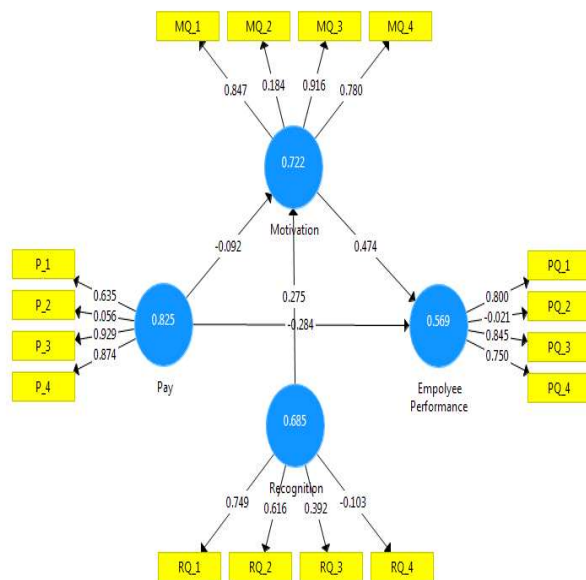 MQ_1
MQ_2
MQ_3
MQ_4
0.847
0.184
0.916
0.780
0.722
Motivation
-0.092
0.474
P_1
P_2
P_3
P_4
0.635
0.056
0.929
0.874
0.825
Pay
0.275
-0.284
0.569
Empolyee
Performance
0.800
-0.021
0.845
0.750
PQ_1
PQ_2
PQ_3
PQ_4
0.685
Recognition
0.749
0.616
0.392
-0.103
RQ_1
RQ_2
RQ_3
RQ_4